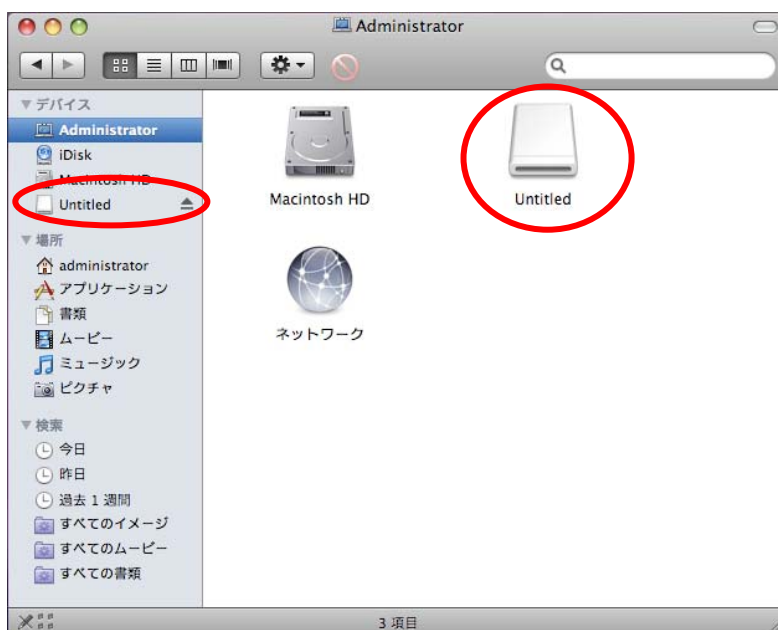 Administrator
デバイス
Administrator
iDisk
Macintosh HD
Untitled
場所
administrator
アプリケーション
書類
ムービー
ミュージック
ピクチャ
検索
今日
昨日
過去 1 週間
すべてのイメージ
すべてのムービー
すべての書類
Macintosh HD
Untitled
ネットワーク
3 項目